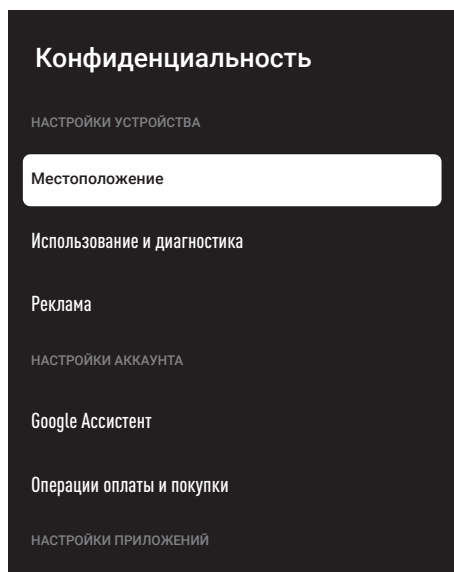 Конфиденциальность
НАСТРОЙКИ УСТРОЙСТВА
Местоположение
Использование и диагностика
Реклама
НАСТРОЙКИ АККАУНТА
Google Ассистент
Операции оплаты и покупки
НАСТРОЙКИ ПРИЛОЖЕНИЙ